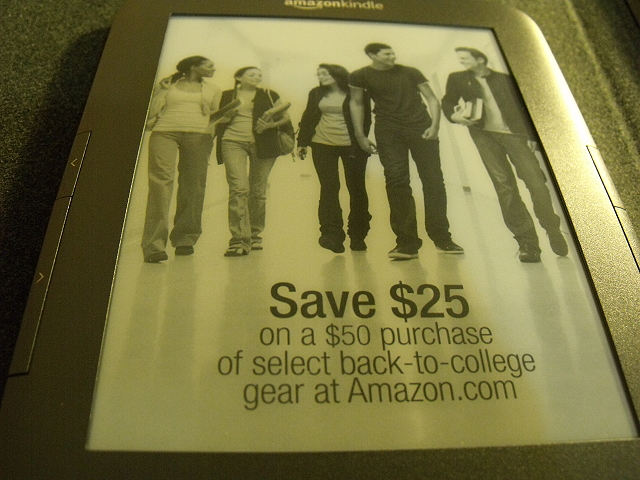 amazonkindle
Save $25
on a $50 purchase
of select back-to-college
gear at Amazon.com